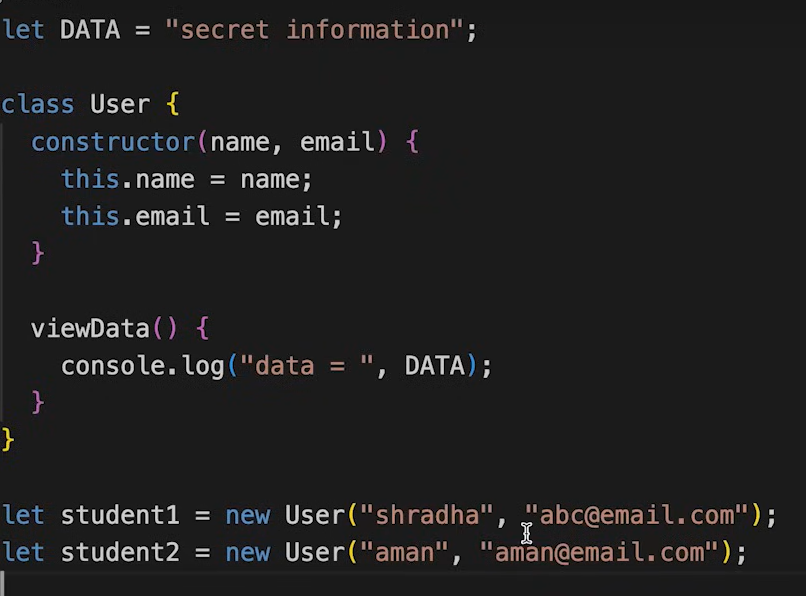 let DATA = "secret information";
class User {
constructor(name, email) {
this.name = name;
this.email = email;
}
viewData() {
console.log("data = ", DATA);
}
}
let student1 = new User("shradha", "abc@email.com");
let student2 = new User("aman", "aman@email.com");